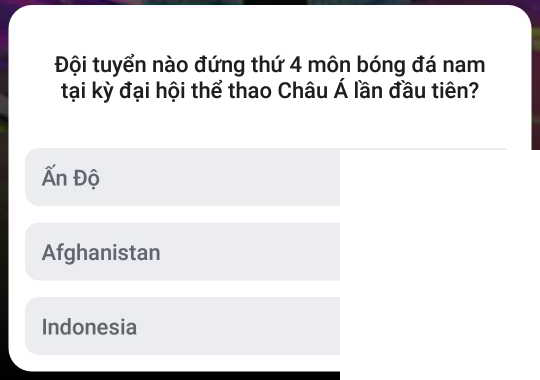 Đội tuyển nào đứng thứ 4 môn bóng đá nam
tại kỳ đại hội thể thao Châu Á lần đầu tiên?
Ấn Độ
Afghanistan
Indonesia